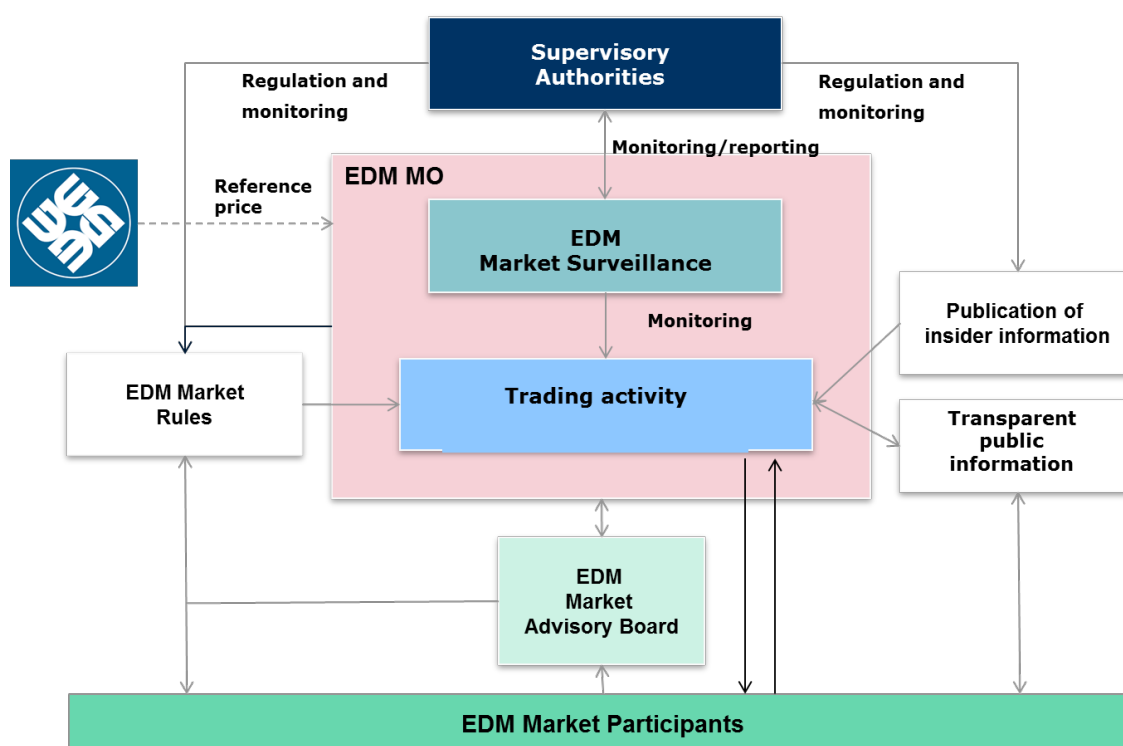 Supervisory
Authorities
Regulation and
monitoring
Regulation and
monitoring
Monitoring/reporting
EDM MO
Reference
price
EDM
Market Surveillance
Monitoring
Publication of
insider information
EDM Market
Rules
Trading activity
Transparent
public
information
EDM
Market
Advisory Board
EDM Market Participants